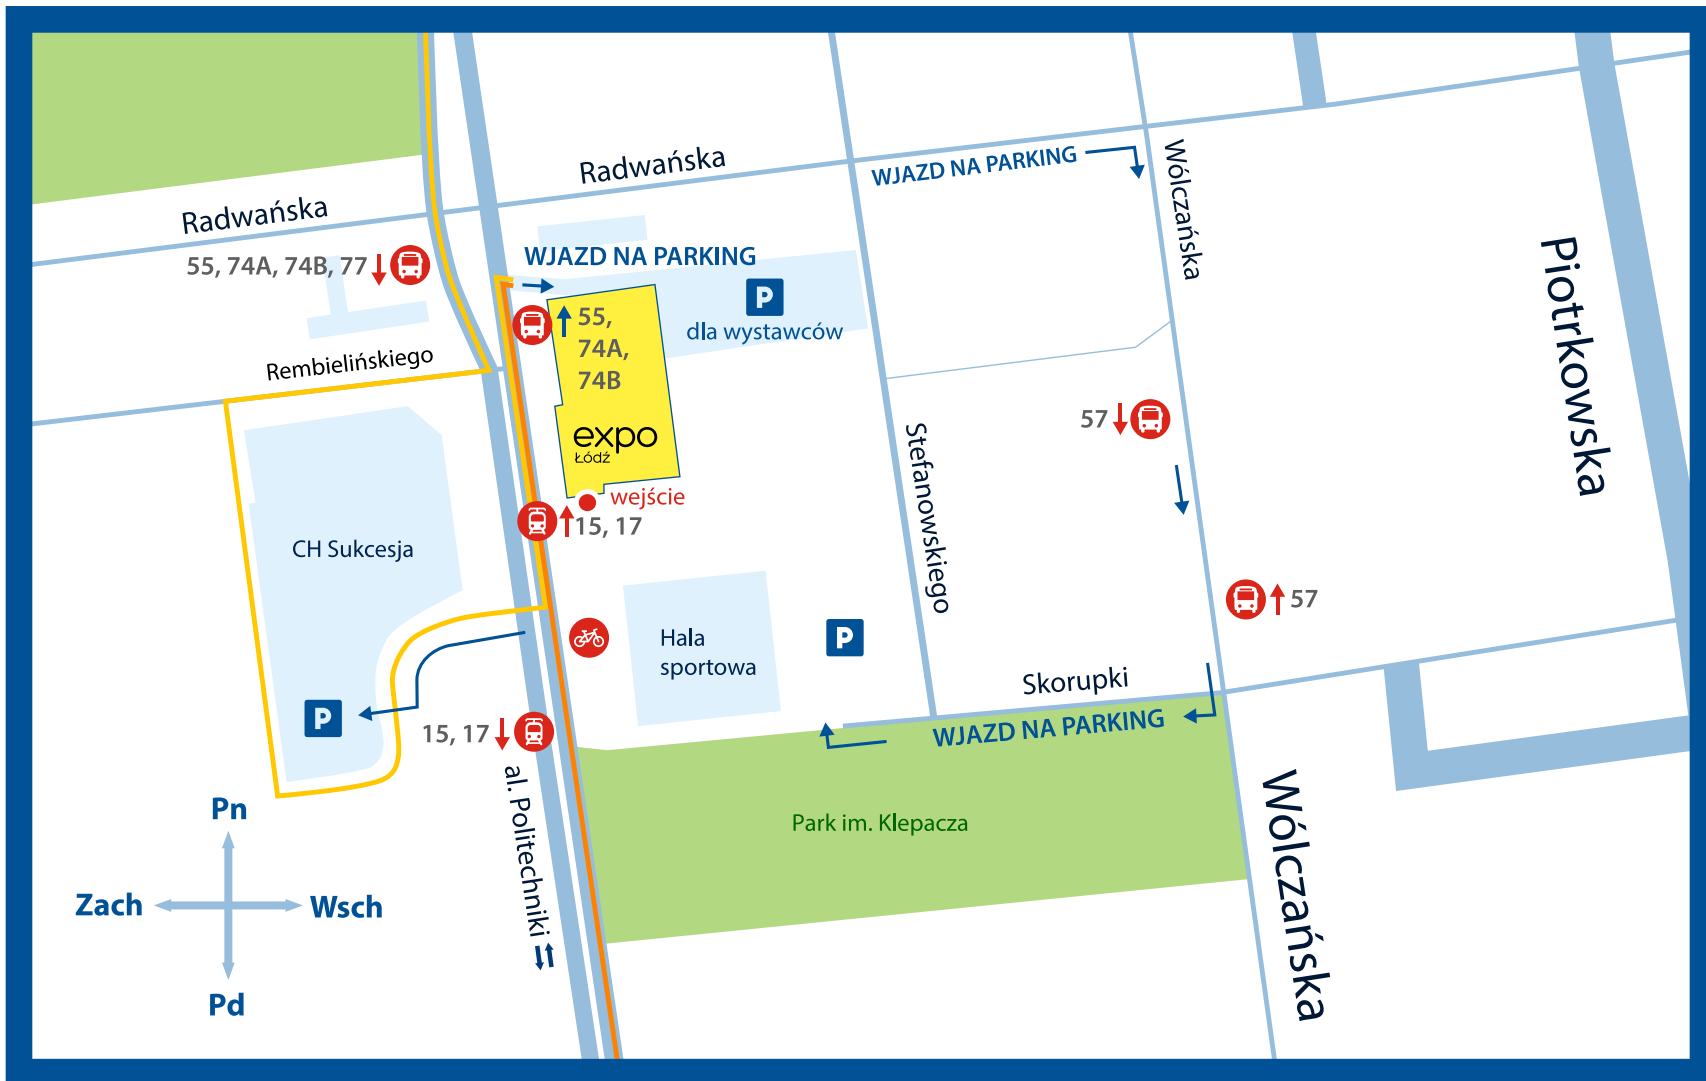 Radwańska
Radwańska
WJAZD NA PARKING
Wólczańska
Piotrkowska
55, 74A, 74B, 77
WJAZD NA PARKING
P
dla wystawców
55,
74A,
74B
Rembielińskiego
expo
Łódź
wejście
15, 17
57
Stefanowskiego
CH Sukcesja
57
Hala
sportowa
P
Skorupki
WJAZD NA PARKING
P
15, 17
al. Politechniki
Park im. Klepacza
Wólczańska
Pn
Zach
Wsch
Pd